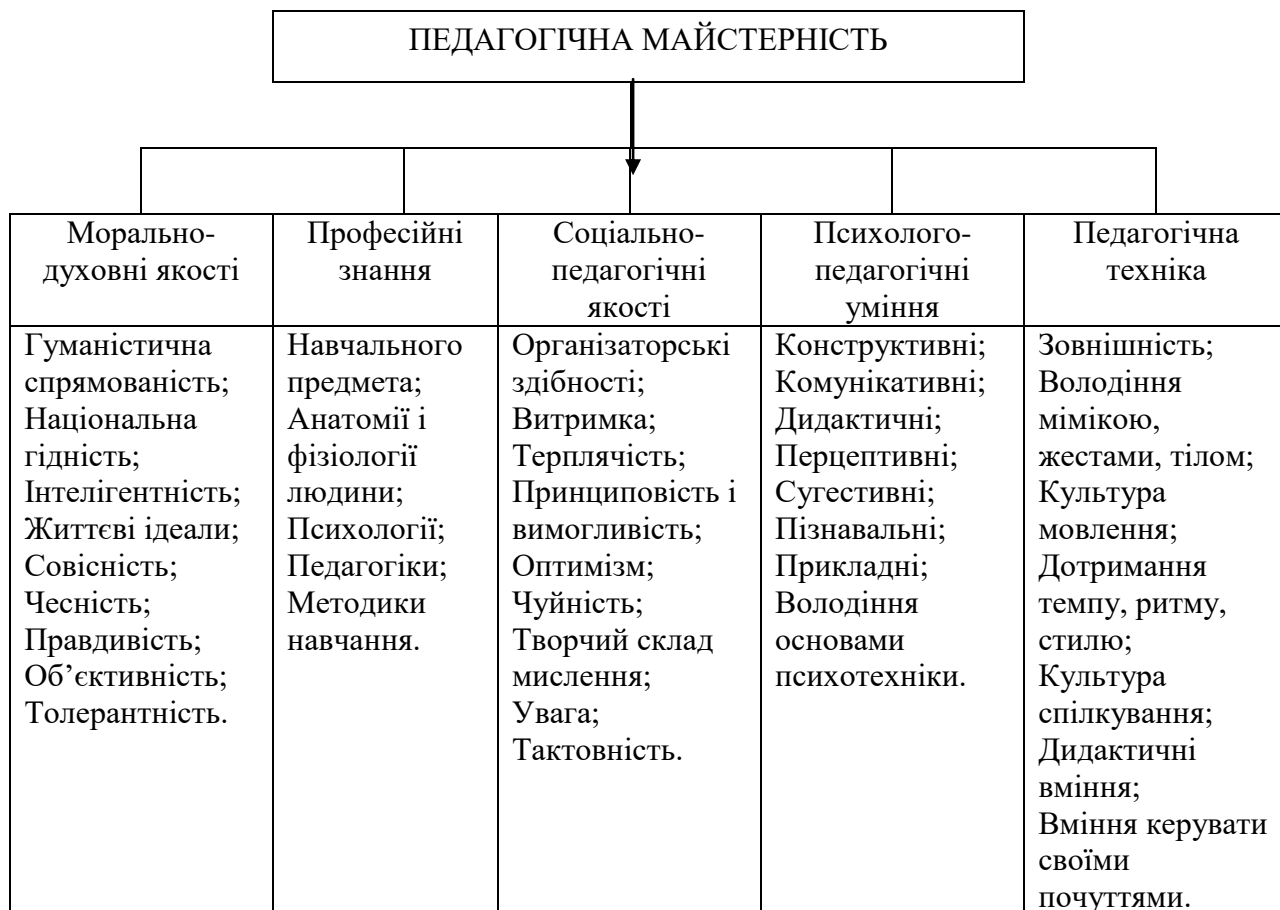 ПЕДАГОГІЧНА МАЙСТЕРНІСТЬ
Морально-
духовні якості
Професійні
знання
Соціально-
педагогічні
якості
Психолого-
педагогічні
уміння
Педагогічна
техніка
Гуманістична
спрямованість;
Національна
гідність;
Інтелігентність;
Життєві ідеали;
Совісність;
Чесність;
Правдивість;
Об’єктивність;
Толерантність.
Навчального
предмета;
Анатомії і
фізіології
людини;
Психології;
Педагогіки;
Методики
навчання.
Організаторські
здібності;
Витримка;
Терплячість;
Принциповість і
вимогливість;
Оптимізм;
Чуйність;
Творчий склад
мислення;
Увага;
Тактовність.
Конструктивні;
Комунікативні;
Дидактичні;
Перцептивні;
Сугестивні;
Пізнавальні;
Прикладні;
Володіння
основами
психотехніки.
Зовнішність;
Володіння
мімікою,
жестами, тілом;
Культура
мовлення;
Дотримання
темпу, ритму,
стилю;
Культура
спілкування;
Дидактичні
вміння;
Вміння керувати
своїми
почуттями.